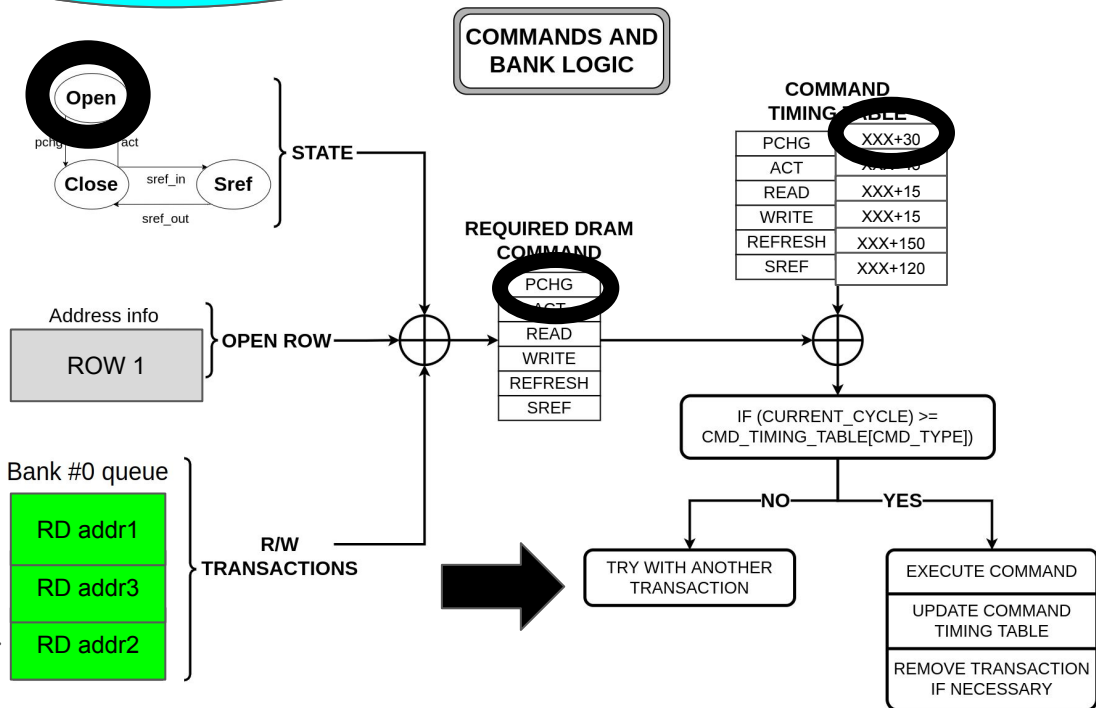 COMMANDS AND
BANK LOGIC
Open
pchg
act
Close
sref_in
Sref
sref_out
STATE
Address info
ROW 1
OPEN ROW
Bank #0 queue
RD addr1
RD addr3
RD addr2
R/W
TRANSACTIONS
REQUIRED DRAM
COMMAND
PCHG
ACT
READ
WRITE
REFRESH
SREF
COMMAND
TIMING TABLE
PCHG XXX+30
ACT
READ XXX+15
WRITE XXX+15
REFRESH XXX+150
SREF XXX+120
IF (CURRENT_CYCLE) >=
CMD_TIMING_TABLE[CMD_TYPE])
NO
YES
TRY WITH ANOTHER
TRANSACTION
EXECUTE COMMAND
UPDATE COMMAND
TIMING TABLE
REMOVE TRANSACTION
IF NECESSARY